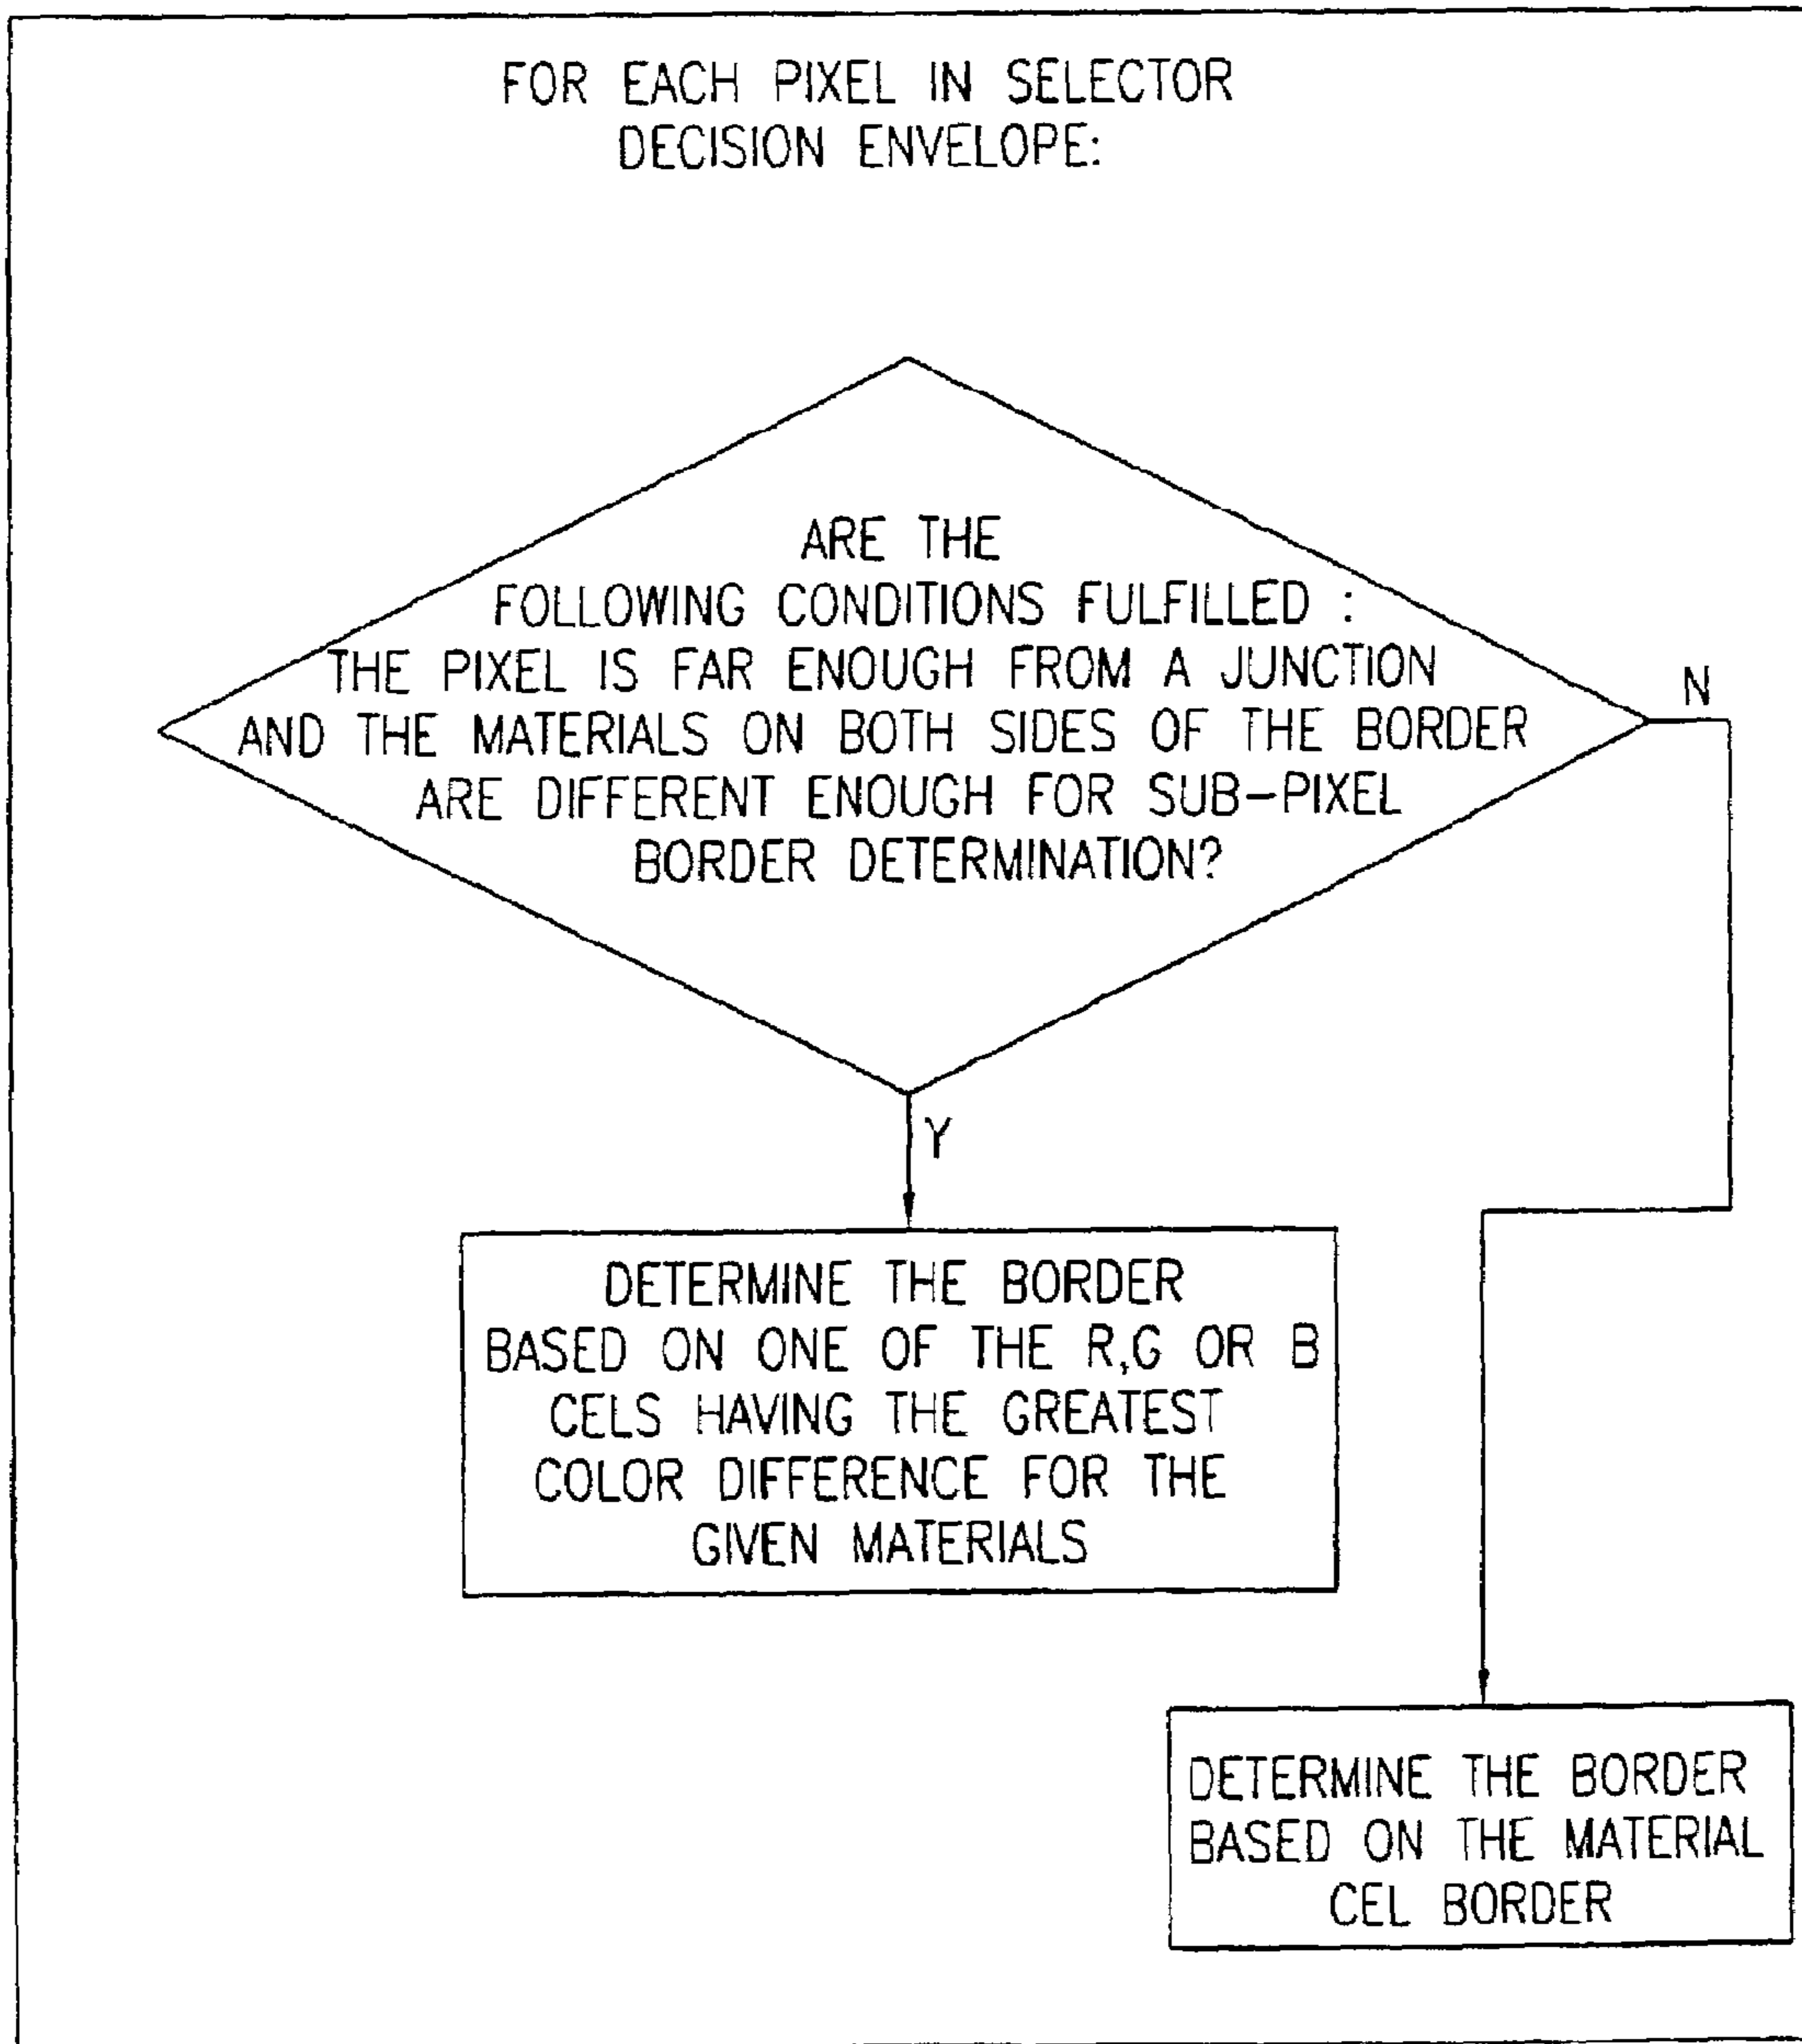 FOR EACH PIXEL IN SELECTOR
DECISION ENVELOPE:
ARE THE
FOLLOWING CONDITIONS FULFILLED :
THE PIXEL IS FAR ENOUGH FROM A JUNCTION
AND THE MATERIALS ON BOTH SIDES OF THE BORDER
ARE DIFFERENT ENOUGH FOR SUB-PIXEL
BORDER DETERMINATION?
N
Y
DETERMINE THE BORDER
BASED ON ONE OF THE R,G OR B
CELS HAVING THE GREATEST
COLOR DIFFERENCE FOR THE
GIVEN MATERIALS
DETERMINE THE BORDER
BASED ON THE MATERIAL
CEL BORDER